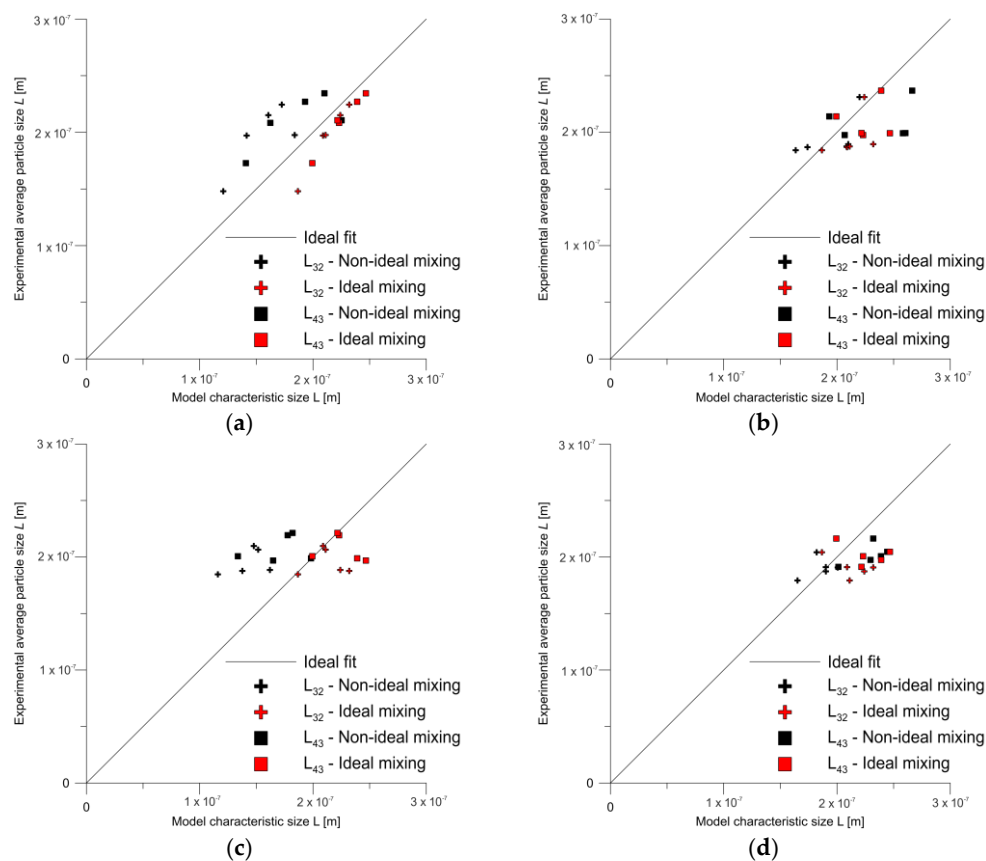 3 x 10⁻⁷
2 x 10⁻⁷
1 x 10⁻⁷
0
Experimental average particle size L [m]
Ideal fit
L₃₂ - Non-ideal mixing
L₃₂ - Ideal mixing
L₄₃ - Non-ideal mixing
L₄₃ - Ideal mixing
0
1 x 10⁻⁷
2 x 10⁻⁷
3 x 10⁻⁷
Model characteristic size L [m]
(a)
3 x 10⁻⁷
2 x 10⁻⁷
1 x 10⁻⁷
0
Experimental average particle size L [m]
Ideal fit
L₃₂ - Non-ideal mixing
L₃₂ - Ideal mixing
L₄₃ - Non-ideal mixing
L₄₃ - Ideal mixing
0
1 x 10⁻⁷
2 x 10⁻⁷
3 x 10⁻⁷
Model characteristic size L [m]
(b)
3 x 10⁻⁷
2 x 10⁻⁷
1 x 10⁻⁷
0
Experimental average particle size L [m]
Ideal fit
L₃₂ - Non-ideal mixing
L₃₂ - Ideal mixing
L₄₃ - Non-ideal mixing
L₄₃ - Ideal mixing
0
1 x 10⁻⁷
2 x 10⁻⁷
3 x 10⁻⁷
Model characteristic size L [m]
(c)
3 x 10⁻⁷
2 x 10⁻⁷
1 x 10⁻⁷
0
Experimental average particle size L [m]
Ideal fit
L₃₂ - Non-ideal mixing
L₃₂ - Ideal mixing
L₄₃ - Non-ideal mixing
L₄₃ - Ideal mixing
0
1 x 10⁻⁷
2 x 10⁻⁷
3 x 10⁻⁷
Model characteristic size L [m]
(d)